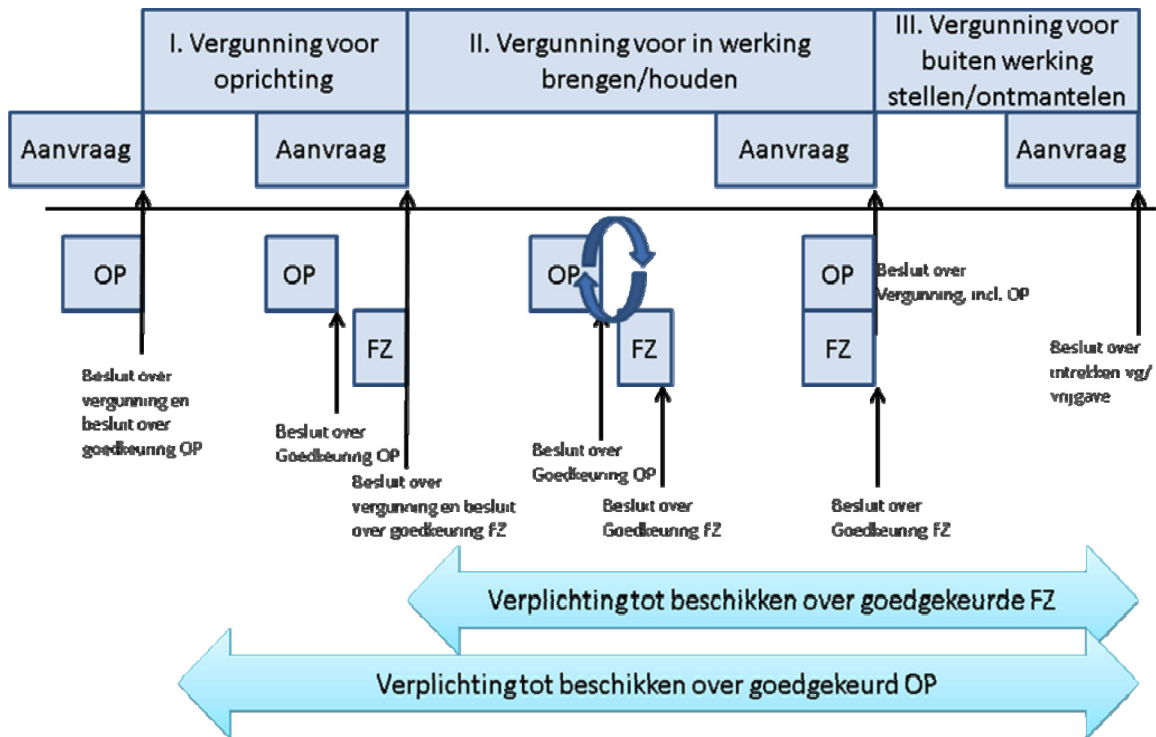 I. Vergunning voor
oprichting
II. Vergunning voor in werking
brengen/houden
III. Vergunning voor
buiten werking
stellen/ontmantelen
Aanvraag
Aanvraag
Aanvraag
Aanvraag
OP
OP
OP
OP
Besluit over
Vergunning, incl. OP
FZ
FZ
FZ
Besluit over
vergunning en
besluit over
goedkeuring OP
Besluit over
Goedkeuring OP
Besluit over
vergunning en besluit
over goedkeuring FZ
Besluit over
Goedkeuring OP
Besluit over
Goedkeuring FZ
Besluit over
Goedkeuring FZ
Besluit over
intrekken vg/
vrijgave
Verplichting tot beschikken over goedgekeurde FZ
Verplichting tot beschikken over goedgekeurd OP